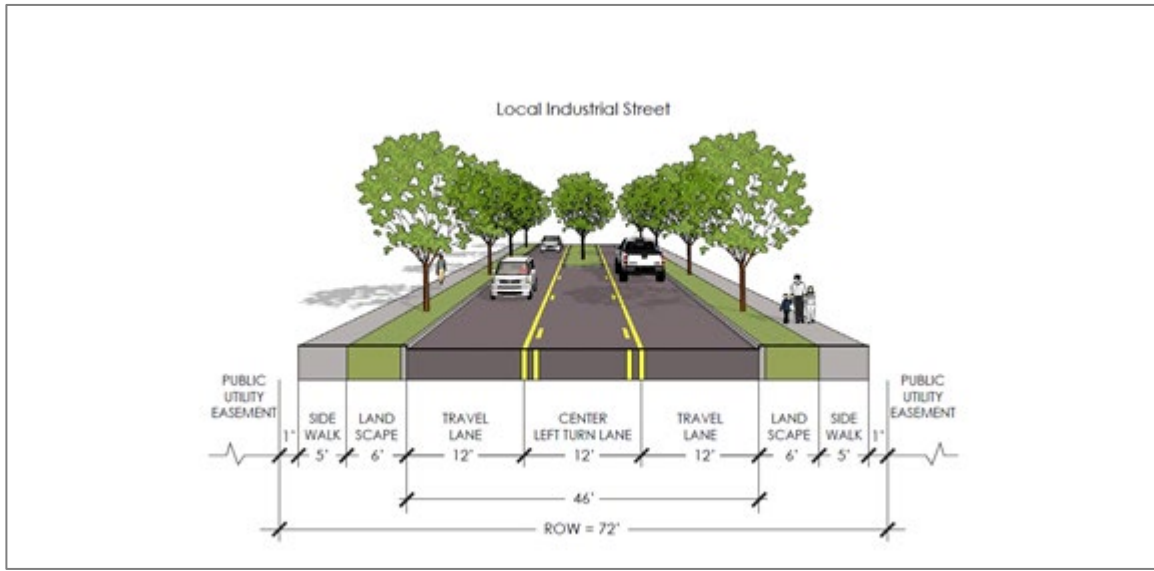 Local Industrial Street
PUBLIC
UTILITY
EASEMENT
1"
SIDE
WALK
5'
LAND
SCAPE
6'
TRAVEL
LANE
12'
CENTER
LEFT TURN LANE
12'
TRAVEL
LANE
12'
LAND
SCAPE
6'
SIDE
WALK
5'
1"
PUBLIC
UTILITY
EASEMENT
46'
ROW = 72'